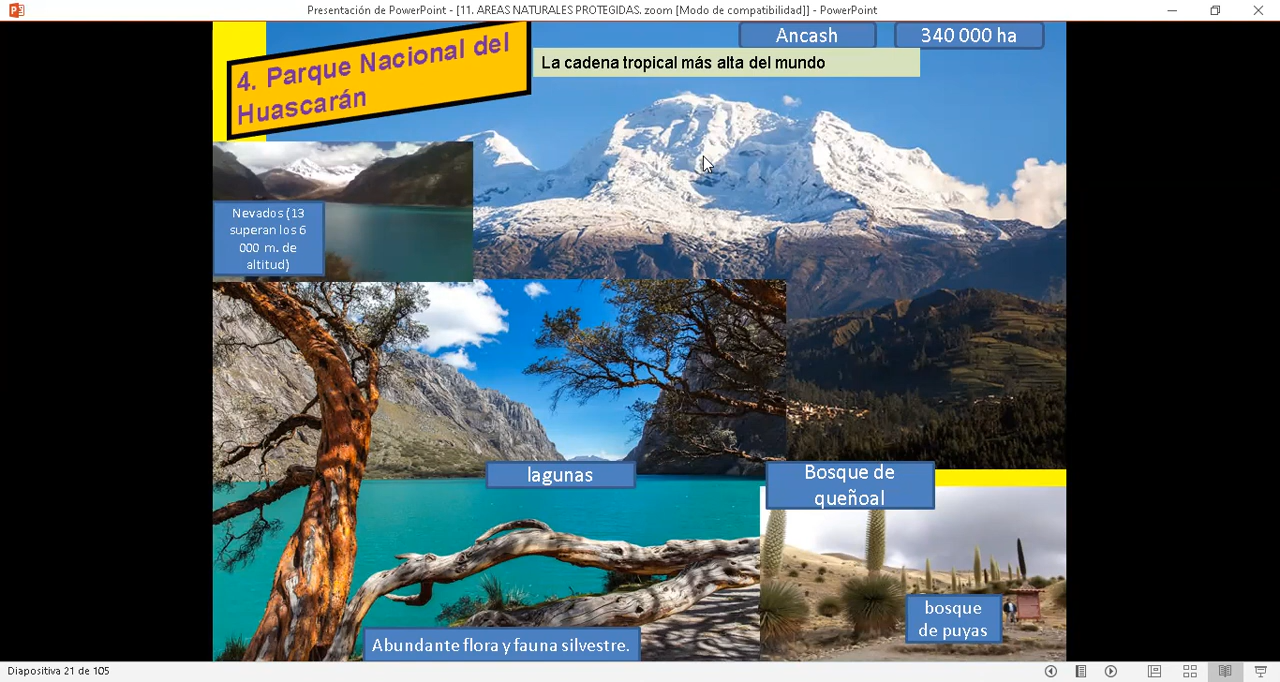 Presentación de PowerPoint - [11. AREAS NATURALES PROTEGIDAS. zoom [Modo de compatibilidad]] - PowerPoint
Ancash
340 000 ha
4. Parque Nacional del
Huascarán
La cadena tropical más alta del mundo
Nevados (13
superan los 6
000 m. de
altitud)
lagunas
Bosque de
queñoal
bosque
de puyas
Abundante flora y fauna silvestre.
Diapositiva 21 de 105